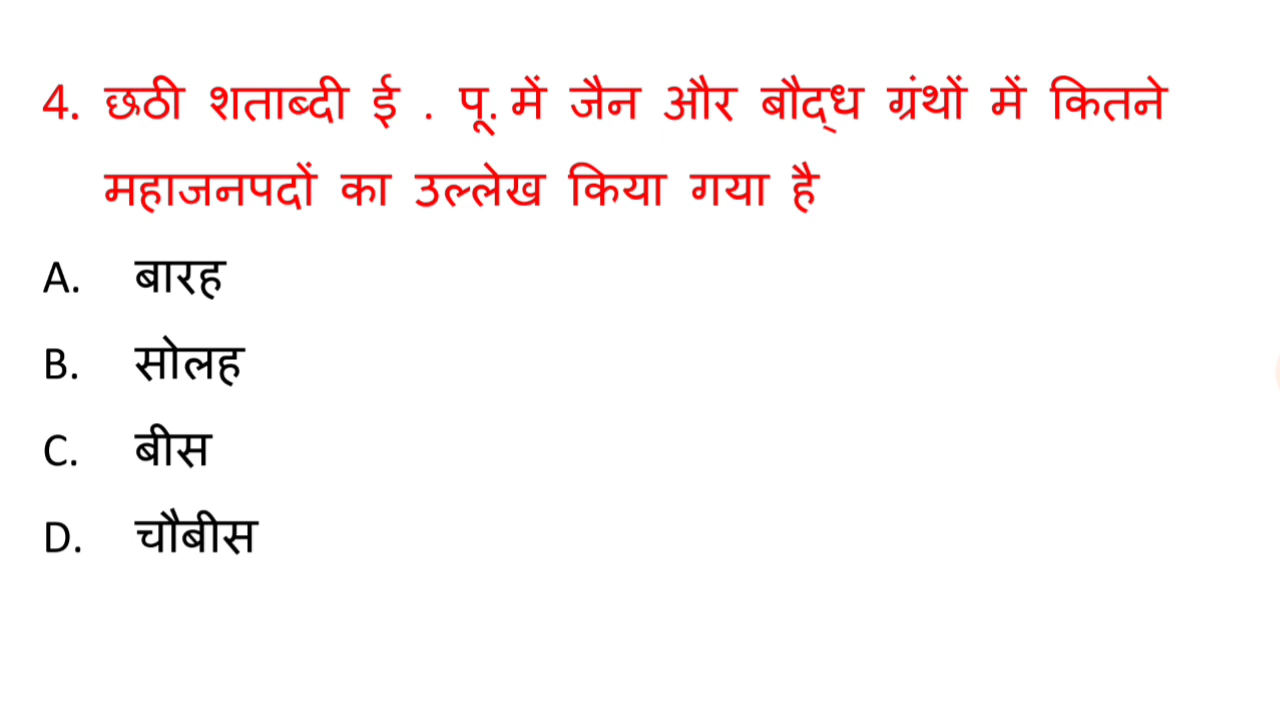 4. छठी शताब्दी ई . पू. में जैन और बौद्ध ग्रंथों में कितने
महाजनपदों का उल्लेख किया गया है
A. बारह
B. सोलह
C. बीस
D. चौबीस